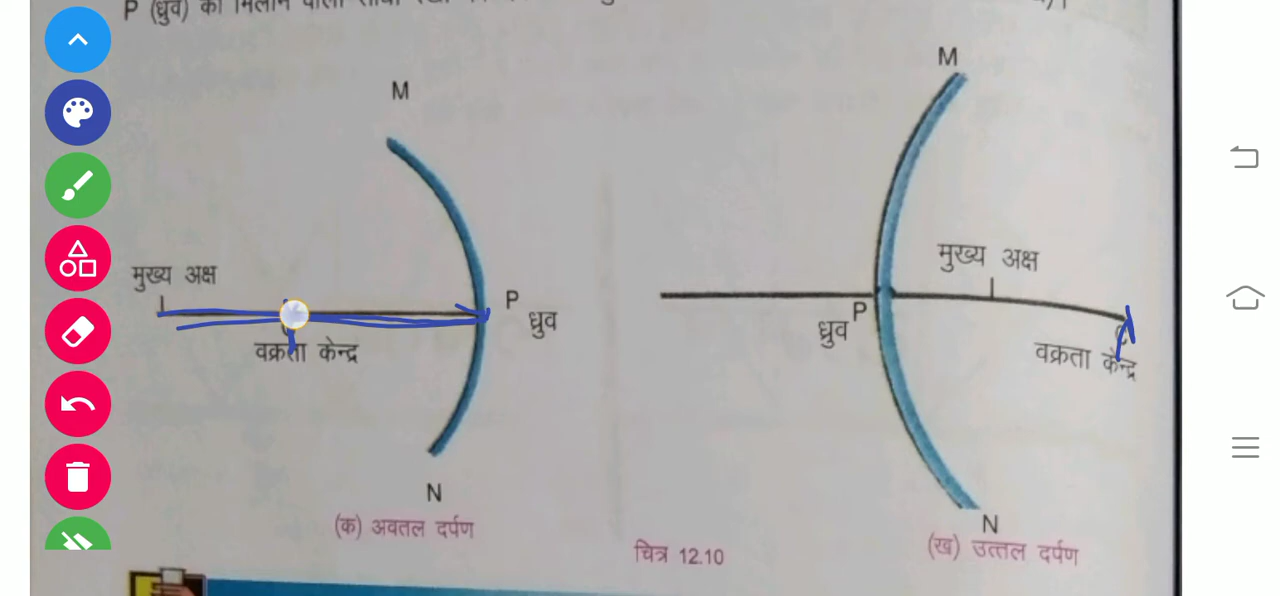 P (ध्रुव) को मिलाने वाली
M
M
मुख्य अक्ष
मुख्य अक्ष
P
ध्रुव
P
ध्रुव
वक्रता केन्द्र
वक्रता केन्द्र
N
N
(क) अवतल दर्पण
(ख) उत्तल दर्पण
चित्र 12.10